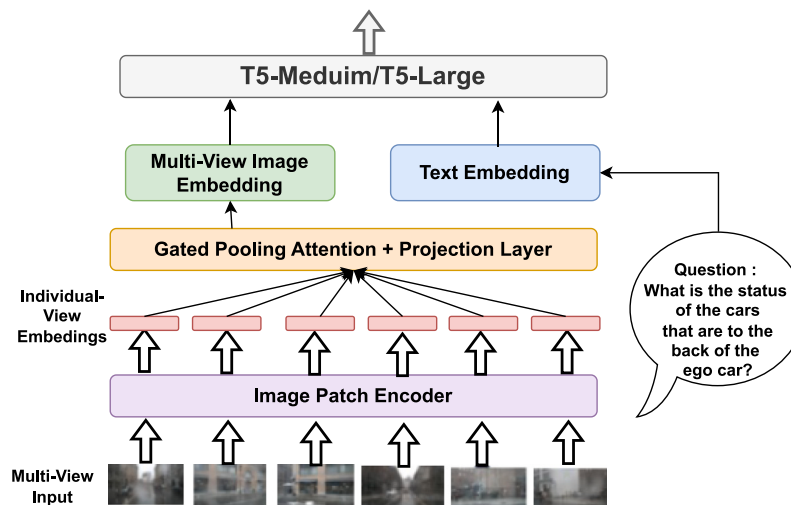 T5-Meduim/T5-Large
Multi-View Image
Embedding
Text Embedding
Gated Pooling Attention + Projection Layer
Individual-
View
Embedings
Question :
What is the status
of the cars
that are to the
back of the
ego car?
Image Patch Encoder
Multi-View
Input